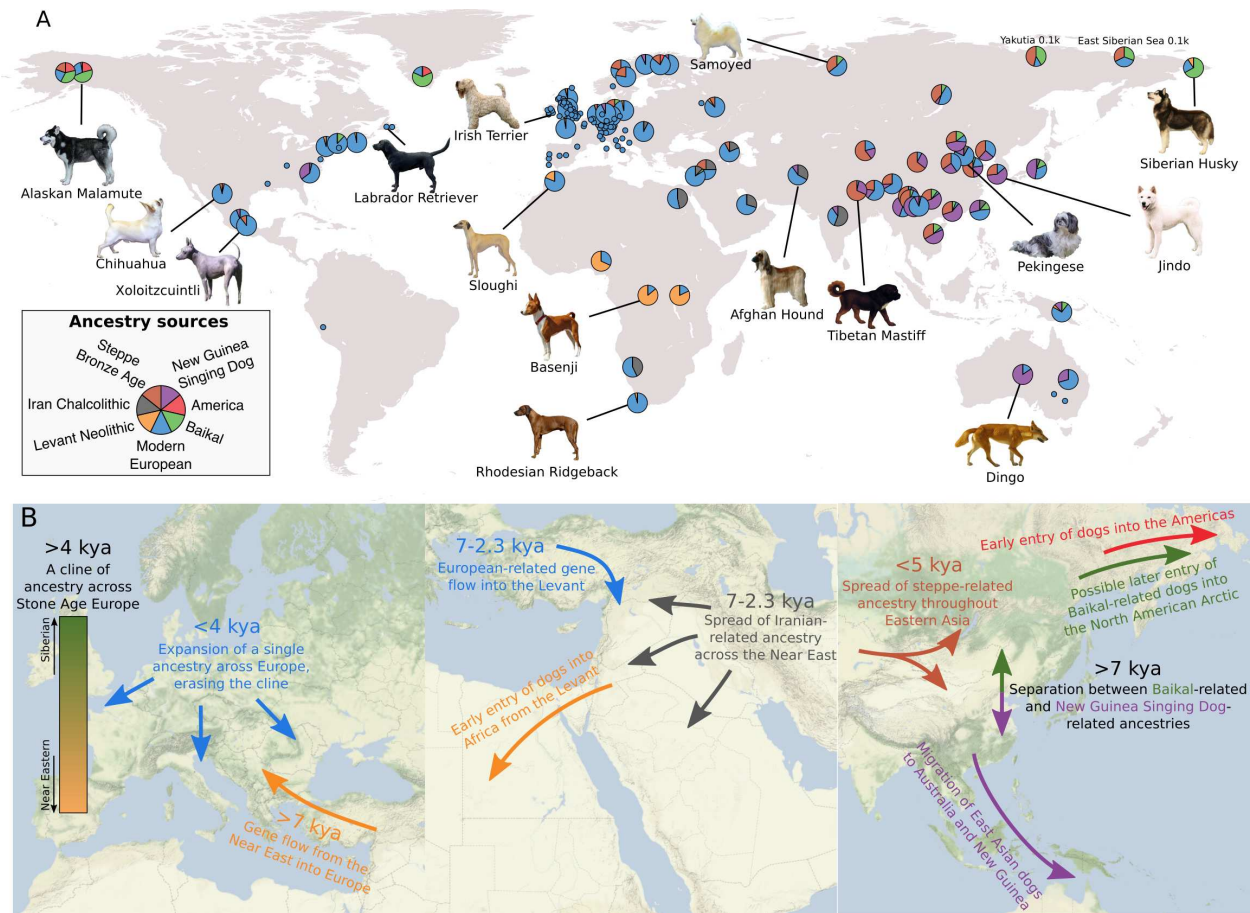 A
Samoyed
Yakutia 0.1k
East Siberian Sea 0.1k
Irish Terrier
Siberian Husky
Alaskan Malamute
Labrador Retriever
Chihuahua
Xoloitzcuintli
Sloughi
Pekingese
Jindo
Afghan Hound
Tibetan Mastiff
Basenji
Rhodesian Ridgeback
Dingo
Ancestry sources
Steppe
Bronze Age
New Guinea
Singing Dog
Iran Chalcolithic
America
Levant Neolithic
Baikal
Modern
European
B
>4 kya
A cline of
ancestry across
Stone Age Europe
Siberian
Near Eastern
<4 kya
Expansion of a single
ancestry aross Europe,
erasing the cline
>7 kya
Gene flow from the
Near East into Europe
7-2.3 kya
European-related gene
flow into the Levant
7-2.3 kya
Spread of Iranian-
related ancestry
across the Near East
Early entry of dogs into
Africa from the Levant
Early entry of dogs into the Americas
<5 kya
Spread of steppe-related
ancestry throughout
Eastern Asia
Possible later entry of
Baikal-related dogs into
the North American Arctic
>7 kya
Separation between Baikal-related
and New Guinea Singing Dog-
related ancestries
Migration of East Asian dogs
to Australia and New Guinea